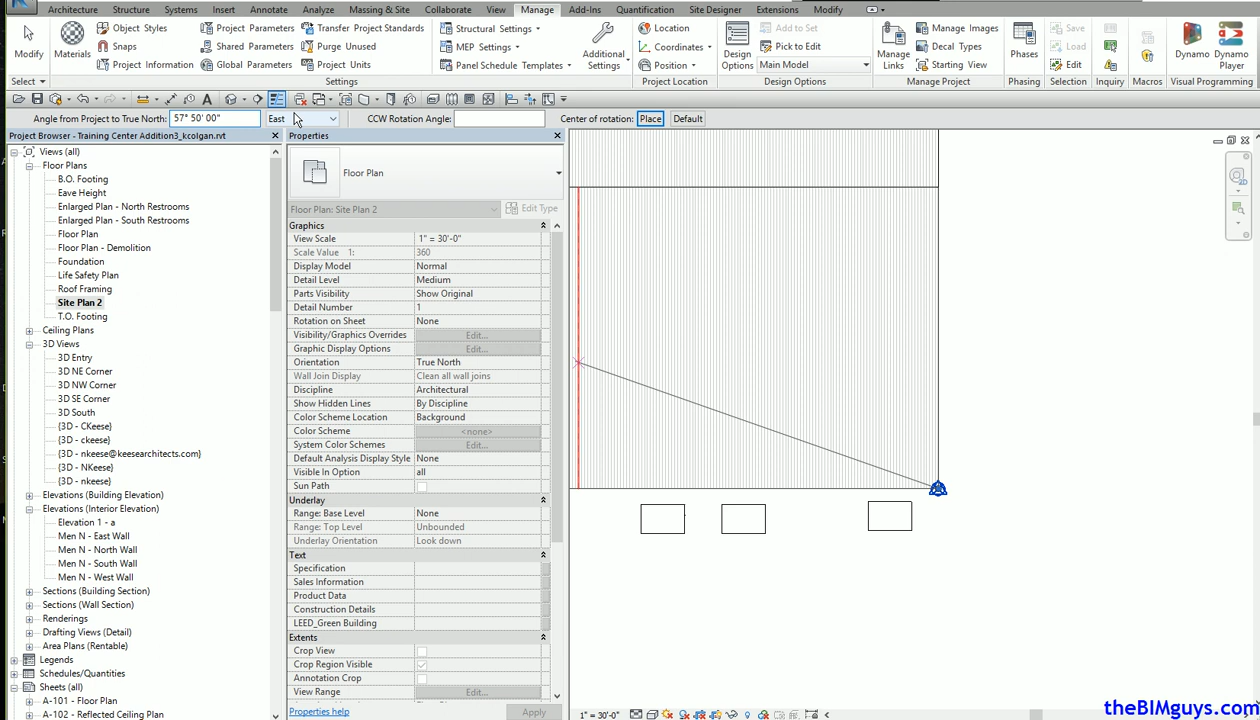 Architecture Structure Systems Insert Annotate Analyze Massing & Site Collaborate View Manage Add-Ins Quantification Site Designer Extensions Modify
Modify
Select
Materials
Object Styles
Snaps
Project Information
Project Parameters
Shared Parameters
Global Parameters
Transfer Project Standards
Purge Unused
Project Units
Settings
Structural Settings
MEP Settings
Panel Schedule Templates
Additional Settings
Location
Coordinates
Position
Project Location
Design Options
Add to Set
Pick to Edit
Main Model
Design Options
Manage Links
Manage Images
Decal Types
Starting View
Manage Project
Phases
Phasing
Save
Load
Edit
Selection
Inquiry
Macros
Dynamo
Dynamo Player
Visual Programming
Angle from Project to True North: 57° 50' 00" East CCW Rotation Angle: Center of rotation: Place Default
Project Browser - Training Center Addition3_kcolgan.rvt
Views (all)
Floor Plans
B.O. Footing
Eave Height
Enlarged Plan - North Restrooms
Enlarged Plan - South Restrooms
Floor Plan
Floor Plan - Demolition
Foundation
Life Safety Plan
Roof Framing
Site Plan 2
T.O. Footing
Ceiling Plans
3D Views
3D Entry
3D NE Corner
3D NW Corner
3D SE Corner
3D South
{3D - CKeese}
{3D - ckeese}
{3D - nkeese@keesearchitects.com}
{3D - NKeese}
{3D - nkeese}
Elevations (Building Elevation)
Elevations (Interior Elevation)
Elevation 1 - a
Men N - East Wall
Men N - North Wall
Men N - South Wall
Men N - West Wall
Sections (Building Section)
Sections (Wall Section)
Renderings
Drafting Views (Detail)
Area Plans (Rentable)
Legends
Schedules/Quantities
Sheets (all)
A-101 - Floor Plan
A-102 - Reflected Ceiling Plan
Properties
Floor Plan
Floor Plan: Site Plan 2 Edit Type
Graphics
View Scale 1" = 30'-0"
Scale Value 1: 360
Display Model Normal
Detail Level Medium
Parts Visibility Show Original
Detail Number 1
Rotation on Sheet None
Visibility/Graphics Overrides Edit...
Graphic Display Options Edit...
Orientation True North
Wall Join Display Clean all wall joins
Discipline Architectural
Show Hidden Lines By Discipline
Color Scheme Location Background
Color Scheme <none>
System Color Schemes Edit...
Default Analysis Display Style None
Visible In Option all
Sun Path
Underlay
Range: Base Level None
Range: Top Level Unbounded
Underlay Orientation Look down
Text
Specification
Sales Information
Product Data
Construction Details
LEED_Green Building
Extents
Crop View
Crop Region Visible
Annotation Crop
View Range Edit...
Properties help Apply
1" = 30'-0"
theBIMguys.com